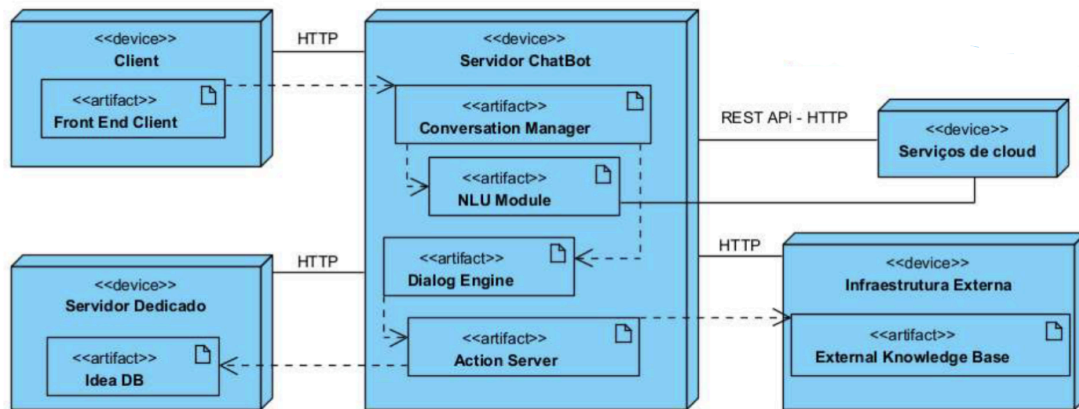 <<device>>
Client
<<artifact>>
Front End Client
HTTP
<<device>>
Servidor ChatBot
<<artifact>>
Conversation Manager
<<artifact>>
NLU Module
<<artifact>>
Dialog Engine
<<artifact>>
Action Server
REST APi - HTTP
<<device>>
Serviços de cloud
HTTP
<<device>>
Servidor Dedicado
<<artifact>>
Idea DB
HTTP
<<device>>
Infraestrutura Externa
<<artifact>>
External Knowledge Base